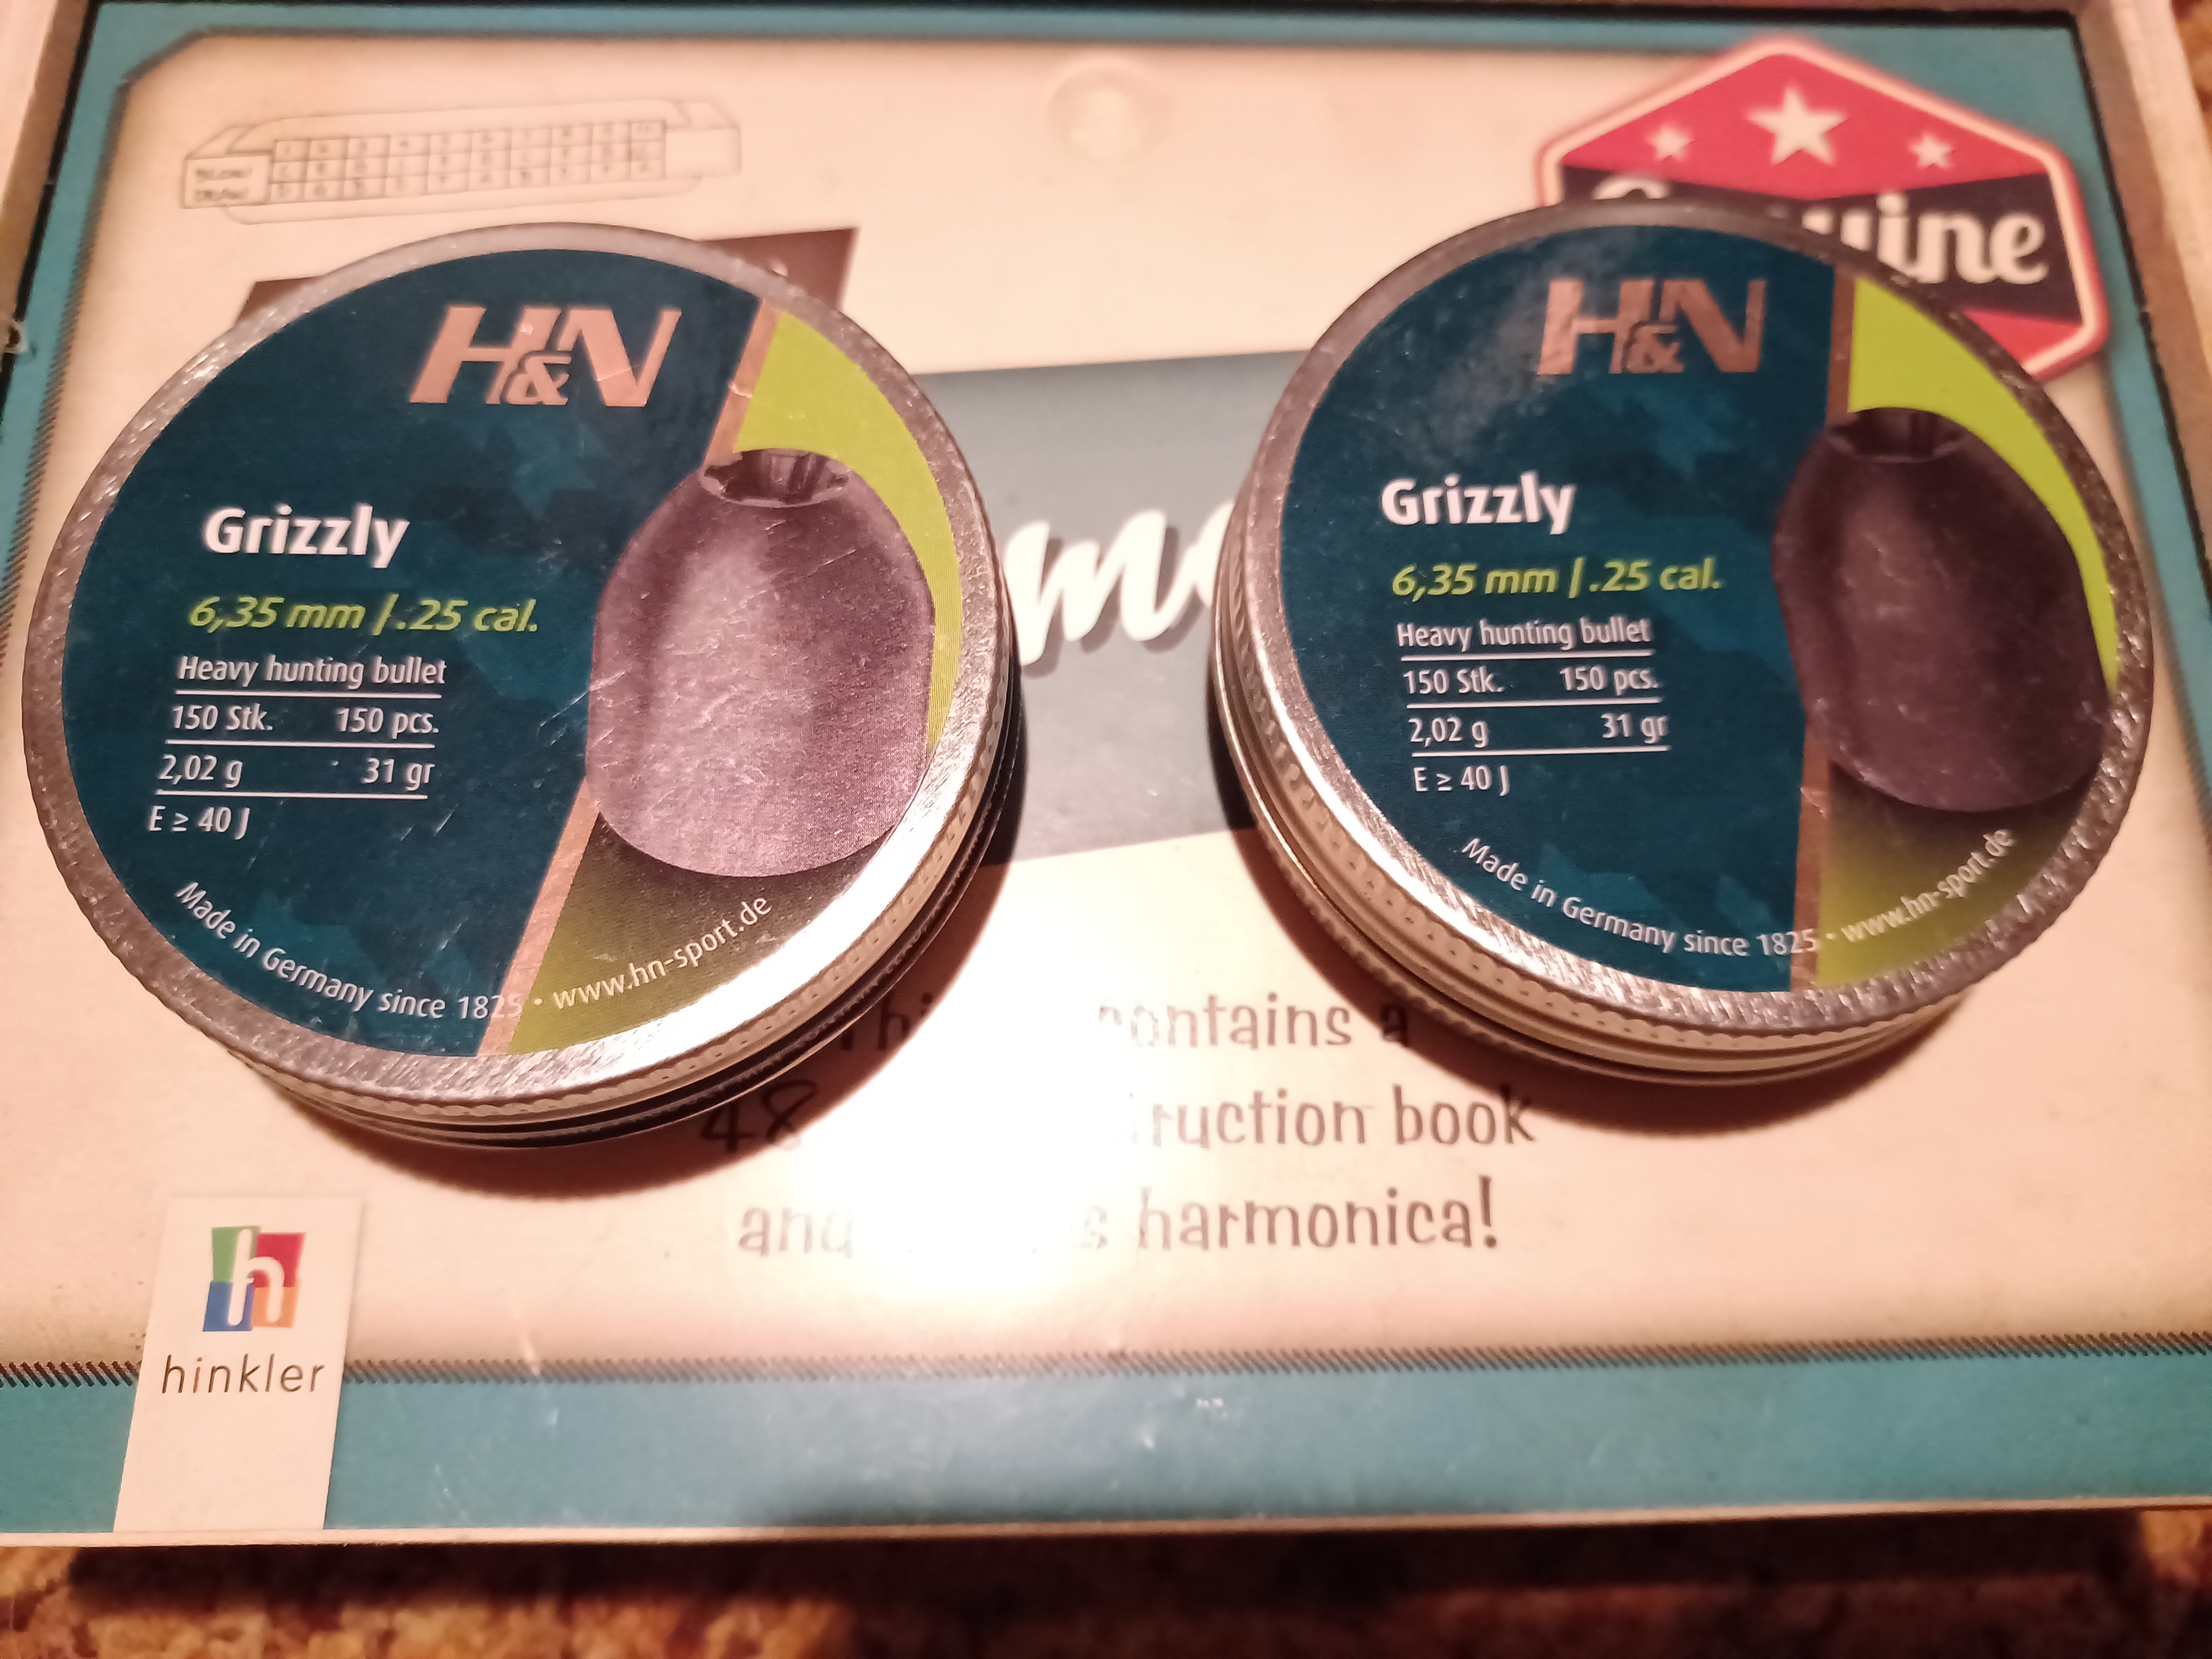 H&N
Grizzly
6,35 mm / .25 cal.
Heavy hunting bullet
150 Stk. 150 pcs.
2,02 g 31 gr
E ≥ 40 J
Made in Germany since 1825 • www.hn-sport.de
H&N
Grizzly
6,35 mm / .25 cal.
Heavy hunting bullet
150 Stk. 150 pcs.
2,02 g 31 gr
E ≥ 40 J
Made in Germany since 1825 • www.hn-sport.de
contains a
48 book
harmonica!
h
hinkler